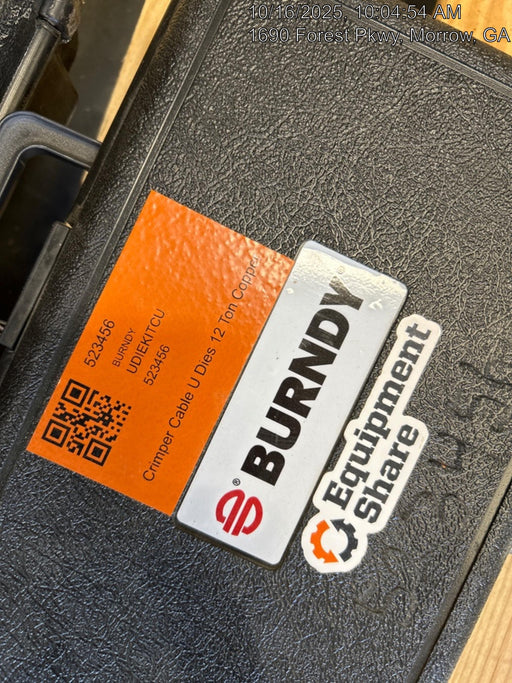 10/16/2025, 10:04:54 AM
1690 Forest Pkwy, Morrow, GA
523456
BURNDY
UDIEKITCU
523456
Crimper Cable U Dies 12 Ton Copper
BURNDY®
®
Equipment
Share